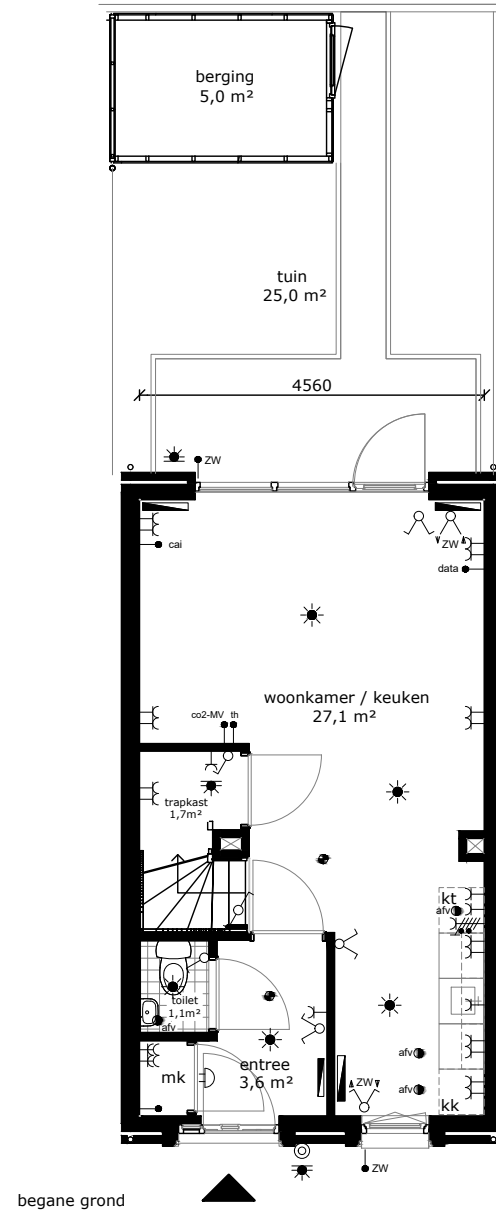 berging
5,0 m²
tuin
25,0 m²
4560
ZW
cai
ZW
data
woonkamer / keuken
27,1 m²
co2-MV th
trapkast
1,7m²
kt
afv
toilet
1,1m²
afv
mk
entree
3,6 m²
afv
ZW
afv
kk
ZW
begane grond